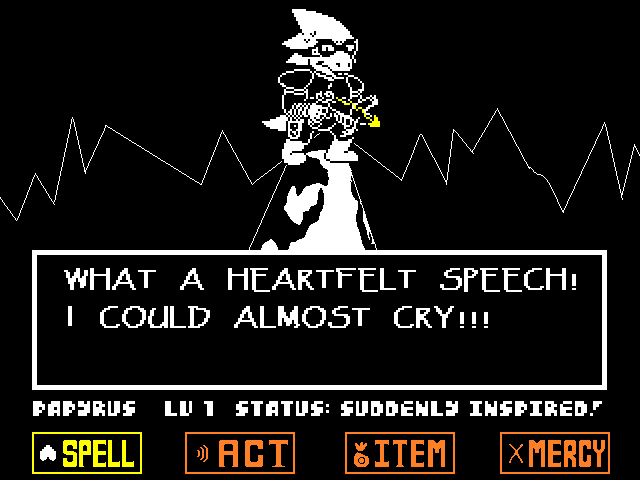 WHAT A HEARTFELT SPEECH!
I COULD ALMOST CRY!!!
PAPYRUS LV 1 STATUS: SUDDENLY INSPIRED!
SPELL ACT ITEM MERCY